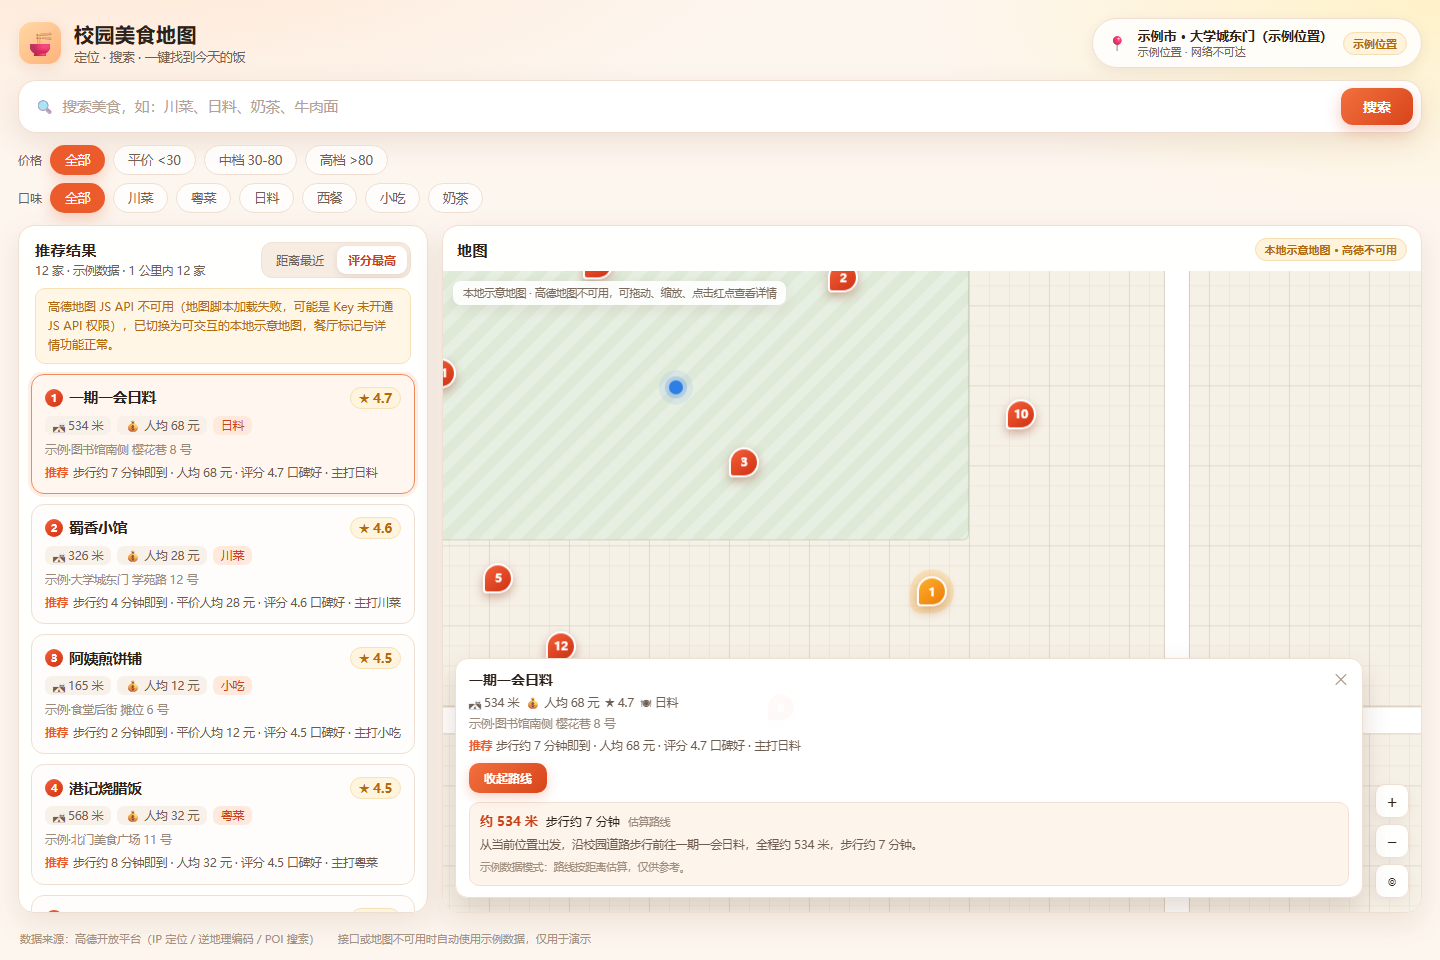 校园美食地图
定位 · 搜索 · 一键找到今天的饭
示例市 • 大学城东门（示例位置）
示例位置 · 网络不可达
示例位置
搜索美食，如：川菜、日料、奶茶、牛肉面
搜索
价格 全部 平价 <30 中档 30-80 高档 >80
口味 全部 川菜 粤菜 日料 西餐 小吃 奶茶
推荐结果
12 家 · 示例数据 · 1 公里内 12 家
距离最近 评分最高
高德地图 JS API 不可用（地图脚本加载失败，可能是 Key 未开通
JS API 权限），已切换为可交互的本地示意地图，餐厅标记与详
情功能正常。
1 一期一会日料 ★ 4.7
534 米 人均 68 元 日料
示例·图书馆南侧 樱花巷 8 号
推荐 步行约 7 分钟即到 · 人均 68 元 · 评分 4.7 口碑好 · 主打日料
2 蜀香小馆 ★ 4.6
326 米 人均 28 元 川菜
示例·大学城东门 学苑路 12 号
推荐 步行约 4 分钟即到 · 平价人均 28 元 · 评分 4.6 口碑好 · 主打川菜
3 阿姨煎饼铺 ★ 4.5
165 米 人均 12 元 小吃
示例·食堂后街 摊位 6 号
推荐 步行约 2 分钟即到 · 平价人均 12 元 · 评分 4.5 口碑好 · 主打小吃
4 港记烧腊饭 ★ 4.5
568 米 人均 32 元 粤菜
示例·北门美食广场 11 号
推荐 步行约 8 分钟即到 · 人均 32 元 · 评分 4.5 口碑好 · 主打粤菜
地图
本地示意地图 • 高德不可用
2
本地示意地图 · 高德地图不可用，可拖动、缩放、点击红点查看详情
10
3
5
1
12
一期一会日料
534 米 人均 68 元 ★ 4.7 日料
示例·图书馆南侧 樱花巷 8 号
推荐 步行约 7 分钟即到 · 人均 68 元 · 评分 4.7 口碑好 · 主打日料
收起路线
约 534 米 步行约 7 分钟 估算路线
从当前位置出发，沿校园道路步行前往一期一会日料，全程约 534 米，步行约 7 分钟。
示例数据模式：路线按距离估算，仅供参考。
+
−
数据来源：高德开放平台（IP 定位 / 逆地理编码 / POI 搜索） 接口或地图不可用时自动使用示例数据，仅用于演示